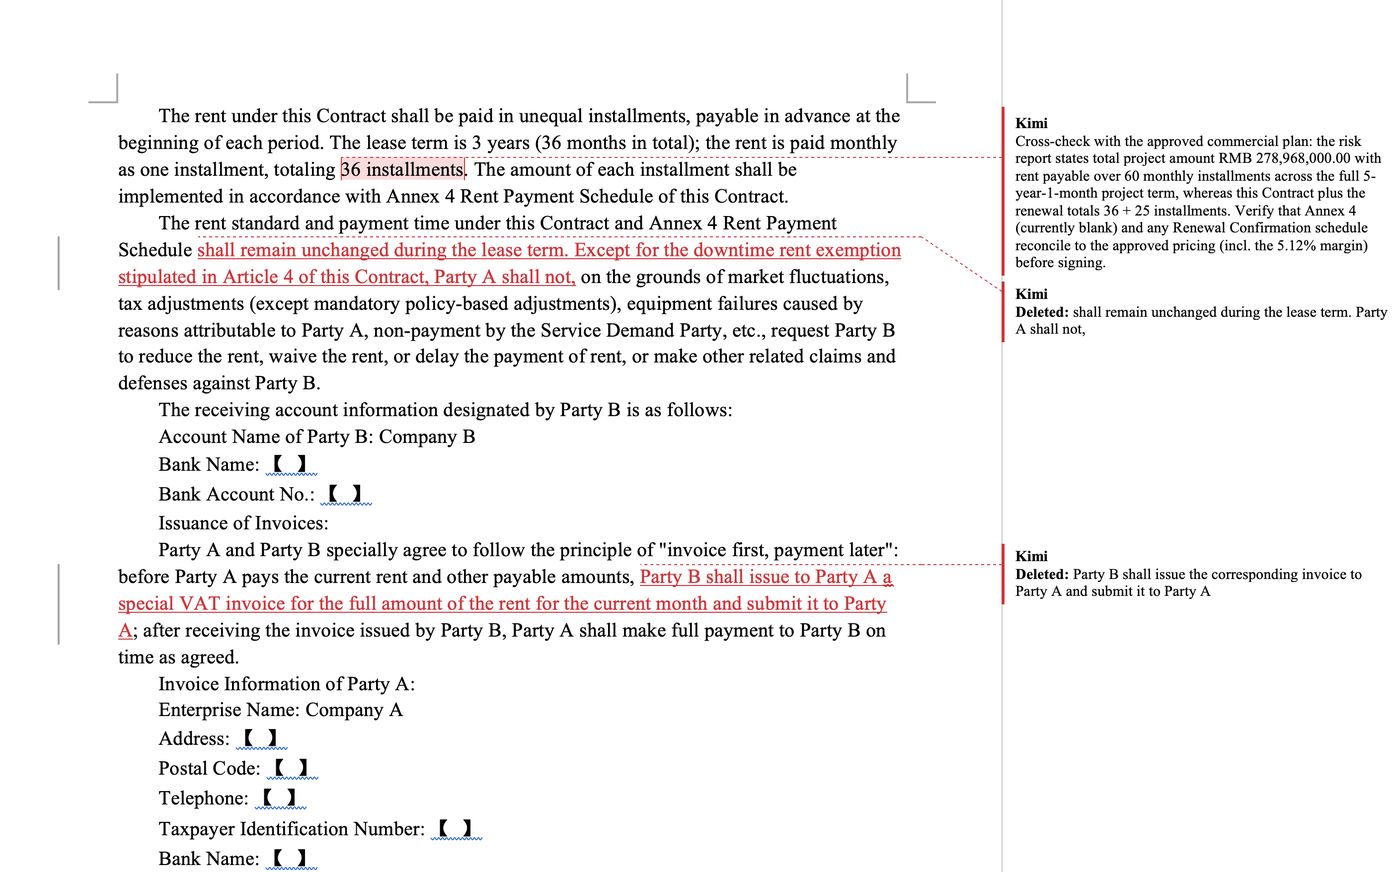 The rent under this Contract shall be paid in unequal installments, payable in advance at the
beginning of each period. The lease term is 3 years (36 months in total); the rent is paid monthly
as one installment, totaling 36 installments. The amount of each installment shall be
implemented in accordance with Annex 4 Rent Payment Schedule of this Contract.
The rent standard and payment time under this Contract and Annex 4 Rent Payment
Schedule shall remain unchanged during the lease term. Except for the downtime rent exemption
stipulated in Article 4 of this Contract, Party A shall not, on the grounds of market fluctuations,
tax adjustments (except mandatory policy-based adjustments), equipment failures caused by
reasons attributable to Party A, non-payment by the Service Demand Party, etc., request Party B
to reduce the rent, waive the rent, or delay the payment of rent, or make other related claims and
defenses against Party B.
The receiving account information designated by Party B is as follows:
Account Name of Party B: Company B
Bank Name: 【 】
Bank Account No.: 【 】
Issuance of Invoices:
Party A and Party B specially agree to follow the principle of "invoice first, payment later":
before Party A pays the current rent and other payable amounts, Party B shall issue to Party A a
special VAT invoice for the full amount of the rent for the current month and submit it to Party
A; after receiving the invoice issued by Party B, Party A shall make full payment to Party B on
time as agreed.
Invoice Information of Party A:
Enterprise Name: Company A
Address: 【 】
Postal Code: 【 】
Telephone: 【 】
Taxpayer Identification Number: 【 】
Bank Name: 【 】
Kimi
Cross-check with the approved commercial plan: the risk
report states total project amount RMB 278,968,000.00 with
rent payable over 60 monthly installments across the full 5-
year-1-month project term, whereas this Contract plus the
renewal totals 36 + 25 installments. Verify that Annex 4
(currently blank) and any Renewal Confirmation schedule
reconcile to the approved pricing (incl. the 5.12% margin)
before signing.
Kimi
Deleted: shall remain unchanged during the lease term. Party
A shall not,
Kimi
Deleted: Party B shall issue the corresponding invoice to
Party A and submit it to Party A